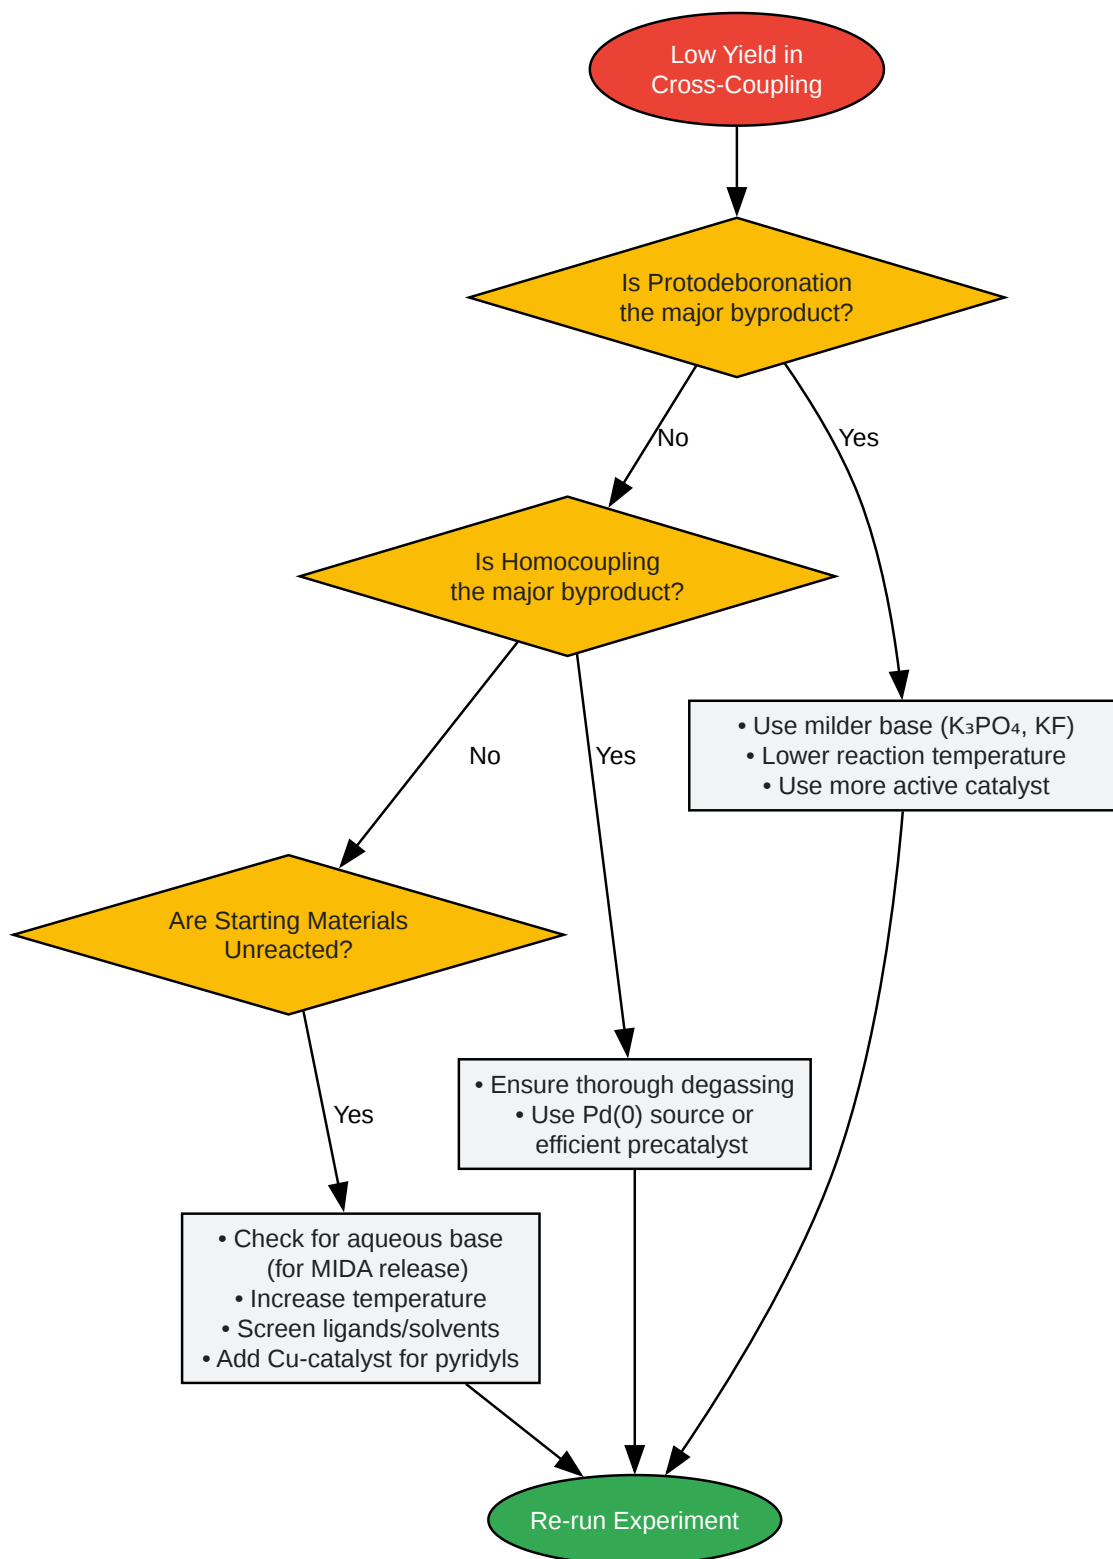 Low Yield in
Cross-Coupling
Is Protodeboronation
the major byproduct?
No
Yes
Is Homocoupling
the major byproduct?
• Use milder base (K₃PO₄, KF)
• Lower reaction temperature
• Use more active catalyst
No
Yes
Are Starting Materials
Unreacted?
• Ensure thorough degassing
• Use Pd(0) source or
efficient precatalyst
Yes
• Check for aqueous base
(for MIDA release)
• Increase temperature
• Screen ligands/solvents
• Add Cu-catalyst for pyridyls
Re-run Experiment